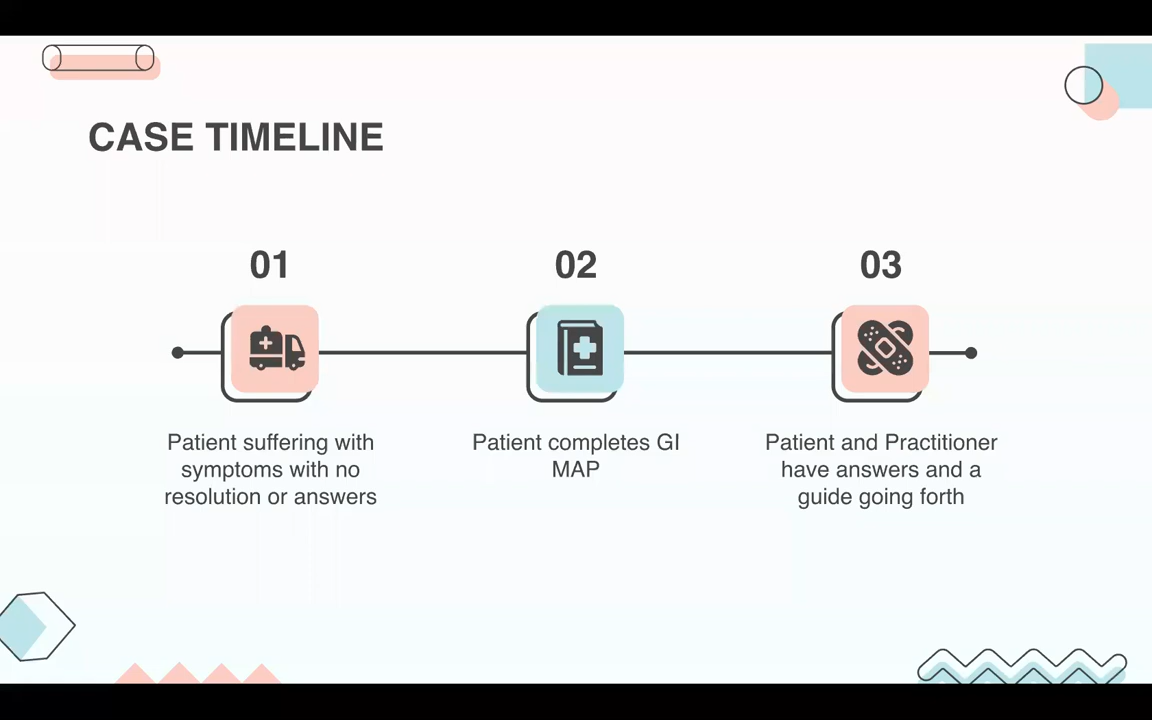 CASE TIMELINE
01
Patient suffering with
symptoms with no
resolution or answers
02
Patient completes GI
MAP
03
Patient and Practitioner
have answers and a
guide going forth